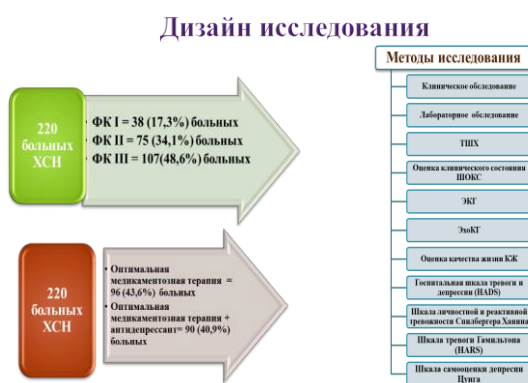 Дизайн исследования
220
больных
ХСН
ФК I = 38 (17,3%) больных
ФК II = 75 (34,1%) больных
ФК III = 107(48,6%) больных
220
больных
ХСН
• Оптимальная
медикаментозная терапия =
96 (43,6%) больных
• Оптимальная
медикаментозная терапия +
антидепрессант= 90 (40,9%)
больных
Методы исследования
Клиническое обследование
Лабораторное обследование
ТШХ
Оценка клинического состояния
ШОКС
ЭКГ
ЭхоКГ
Оценка качества жизни КЖ
Госпитальная шкала тревоги и
депрессии (HADS)
Шкала личностной и реактивной
тревожности Спилбергера Ханина
Шкала тревоги Гамильтона
(HARS)
Шкала самооценки депрессии
Цунга